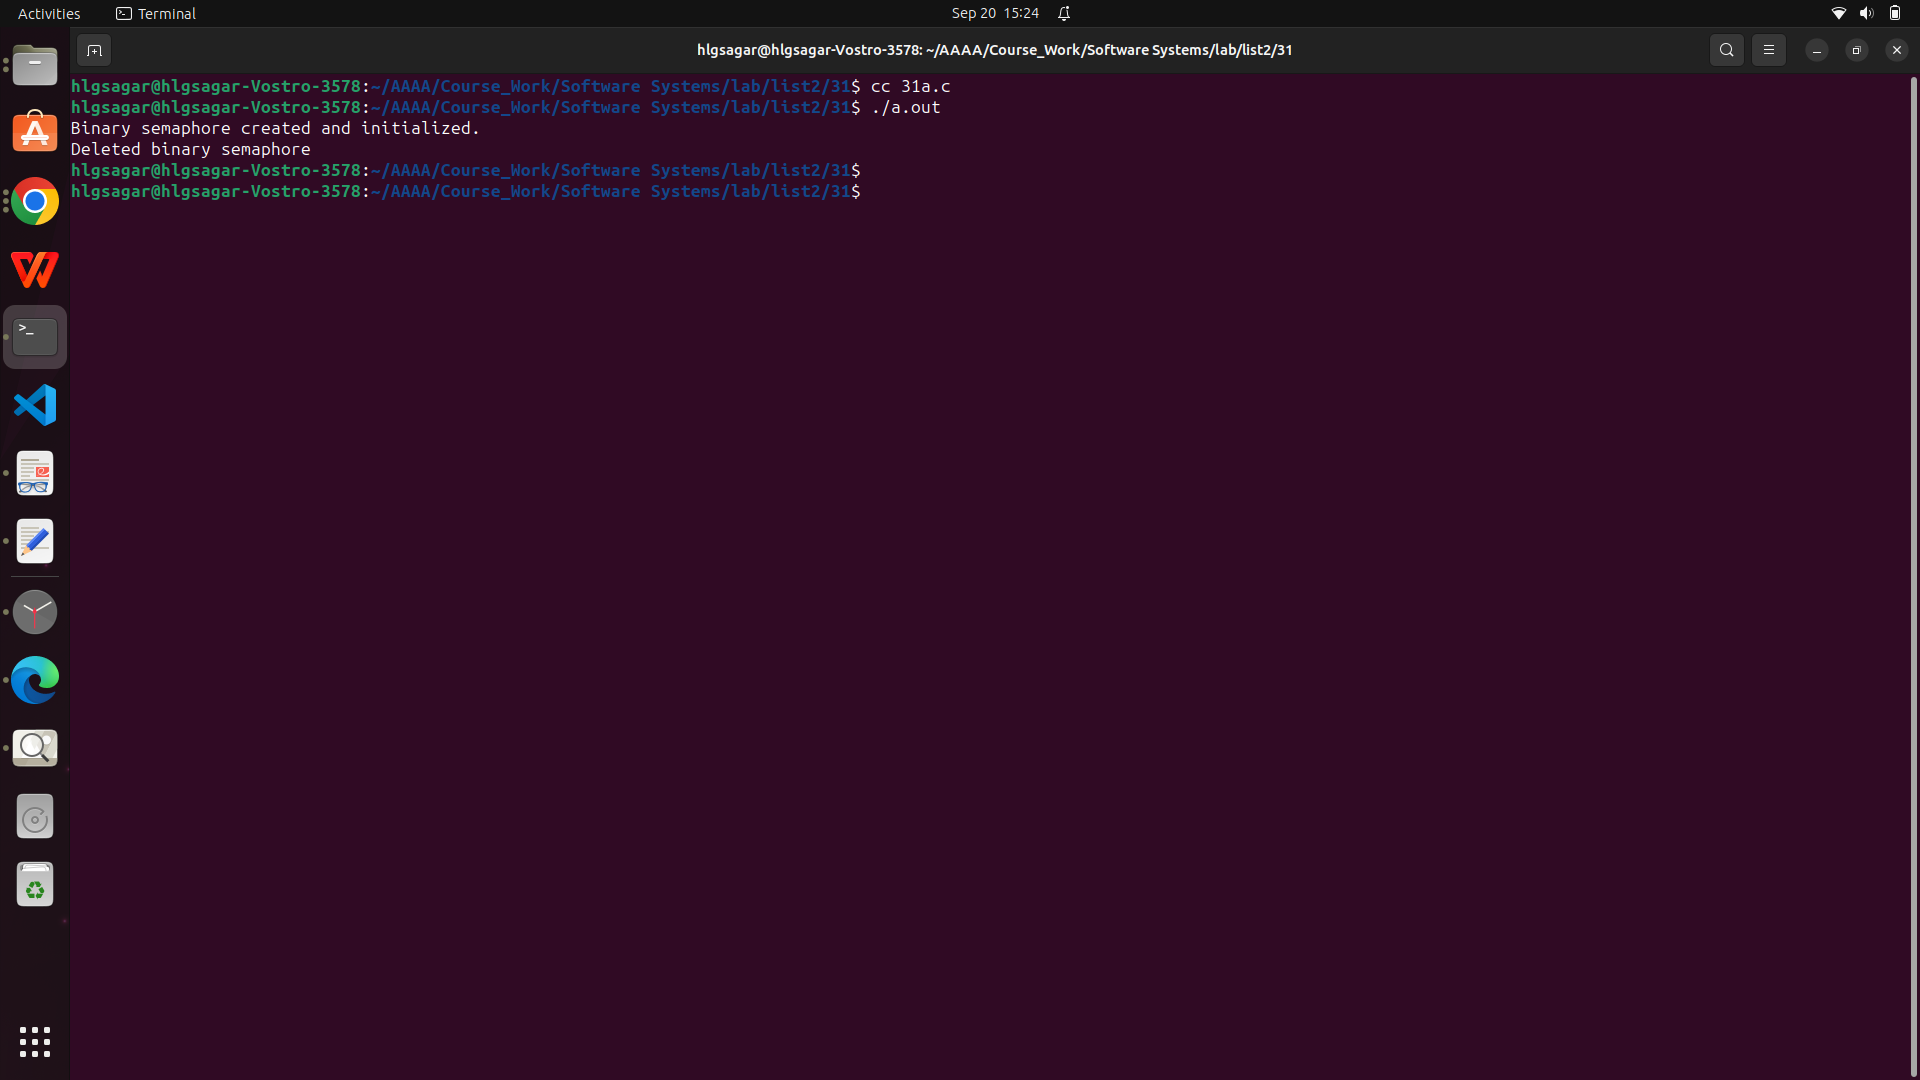 Activities Terminal Sep 20 15:24
hlgsagar@hlgsagar-Vostro-3578: ~/AAAA/Course_Work/Software Systems/lab/list2/31
hlgsagar@hlgsagar-Vostro-3578:~/AAAA/Course_Work/Software Systems/lab/list2/31$ cc 31a.c
hlgsagar@hlgsagar-Vostro-3578:~/AAAA/Course_Work/Software Systems/lab/list2/31$ ./a.out
Binary semaphore created and initialized.
Deleted binary semaphore
hlgsagar@hlgsagar-Vostro-3578:~/AAAA/Course_Work/Software Systems/lab/list2/31$
hlgsagar@hlgsagar-Vostro-3578:~/AAAA/Course_Work/Software Systems/lab/list2/31$